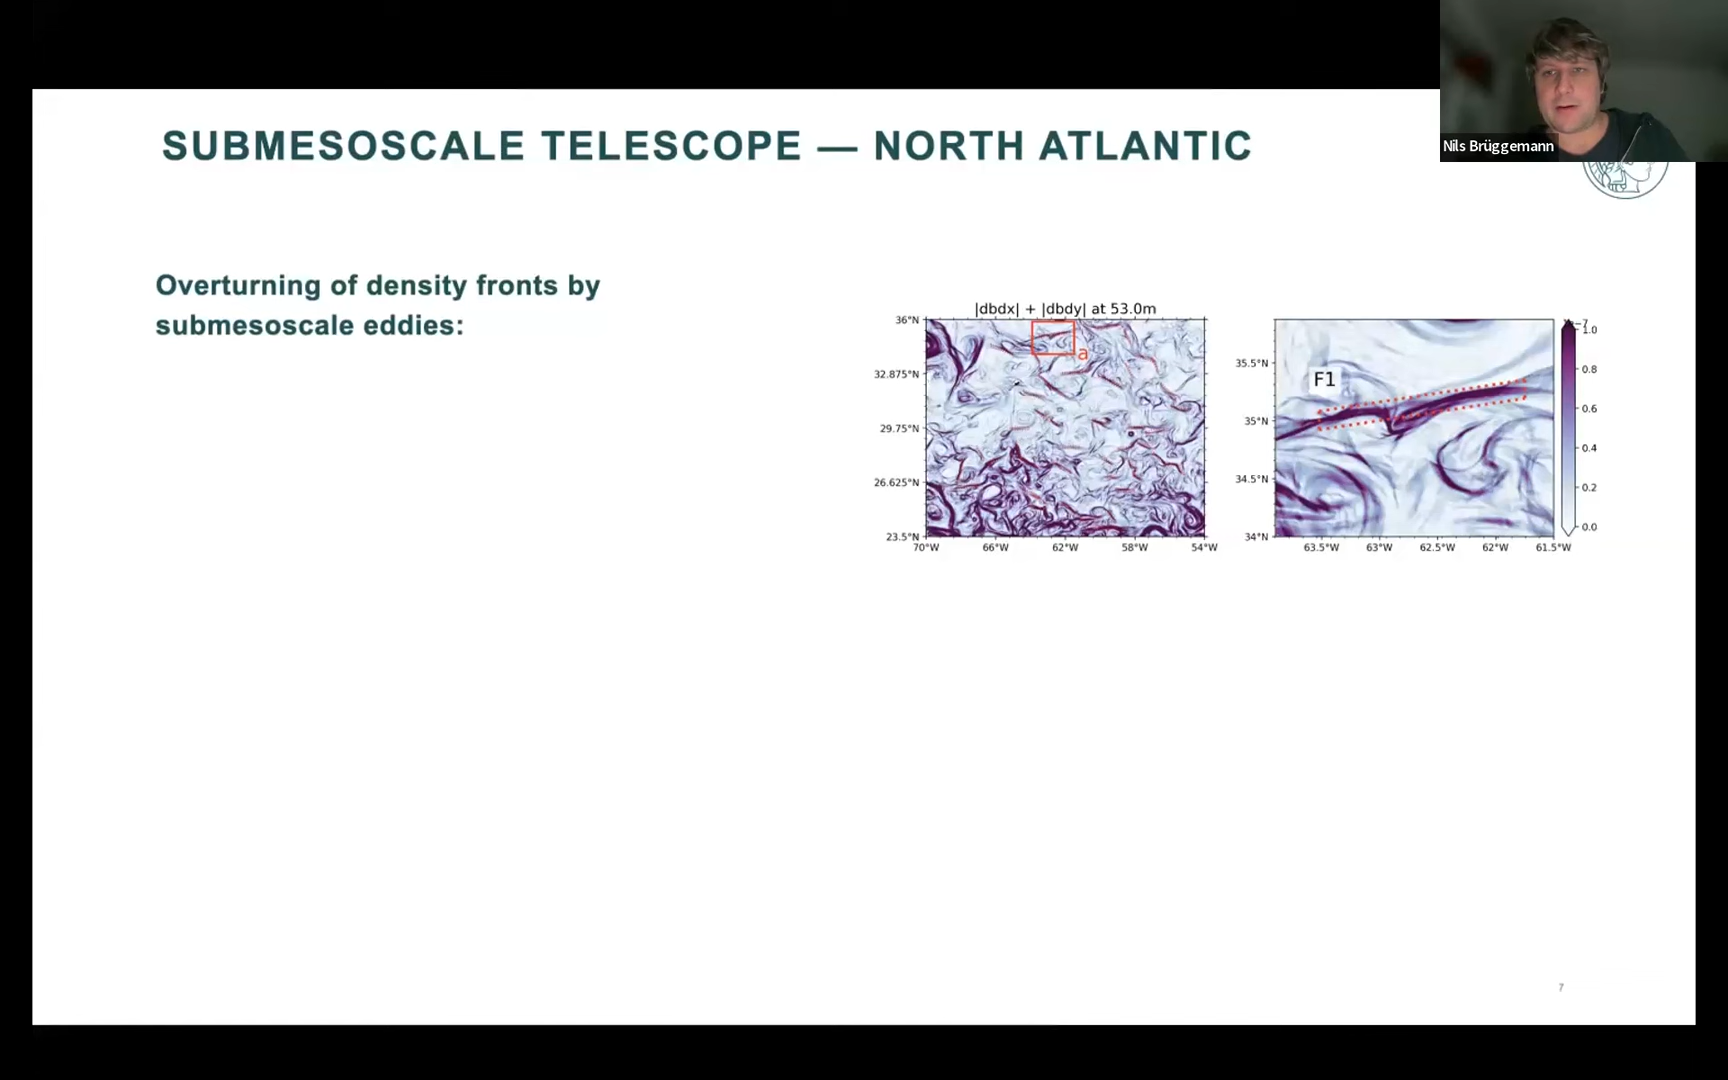 Nils Brüggemann
SUBMESOSCALE TELESCOPE — NORTH ATLANTIC
Overturning of density fronts by
submesoscale eddies:
|dbdx| + |dbdy| at 53.0m
36°N
32.875°N
29.75°N
26.625°N
23.5°N
70°W 66°W 62°W 58°W 54°W
a
35.5°N
35°N
34.5°N
34°N
63.5°W 63°W 62.5°W 62°W 61.5°W
F1
1.0
0.8
0.6
0.4
0.2
0.0
7